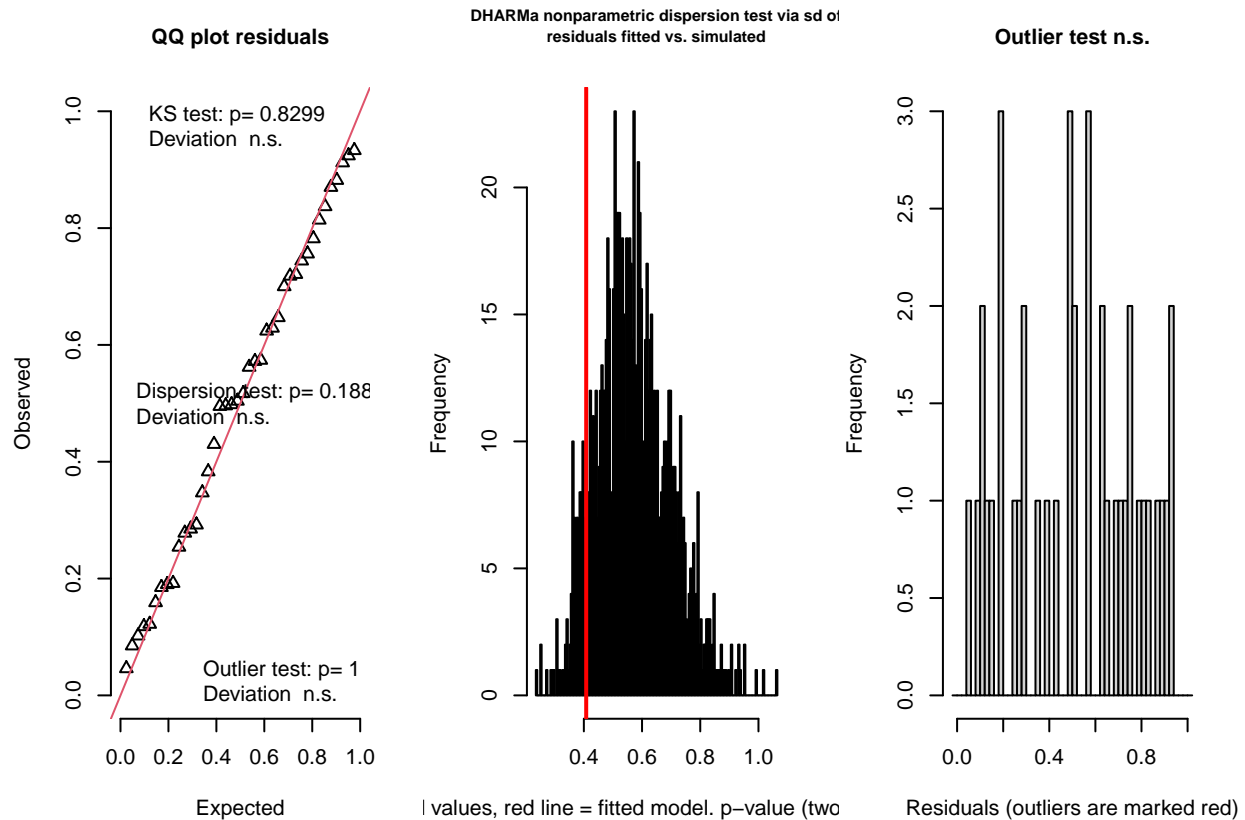 QQ plot residuals
KS test: p= 0.8299
Deviation n.s.
Dispersion test: p= 0.188
Deviation n.s.
Outlier test: p= 1
Deviation n.s.
Observed
0.0 0.2 0.4 0.6 0.8 1.0
0.0 0.2 0.4 0.6 0.8 1.0
Expected
DHARMa nonparametric dispersion test via sd of
residuals fitted vs. simulated
Frequency
0 5 10 15 20
0.4 0.6 0.8 1.0
values, red line = fitted model. p−value (two
Outlier test n.s.
Frequency
0.0 0.5 1.0 1.5 2.0 2.5 3.0
0.0 0.4 0.8
Residuals (outliers are marked red)